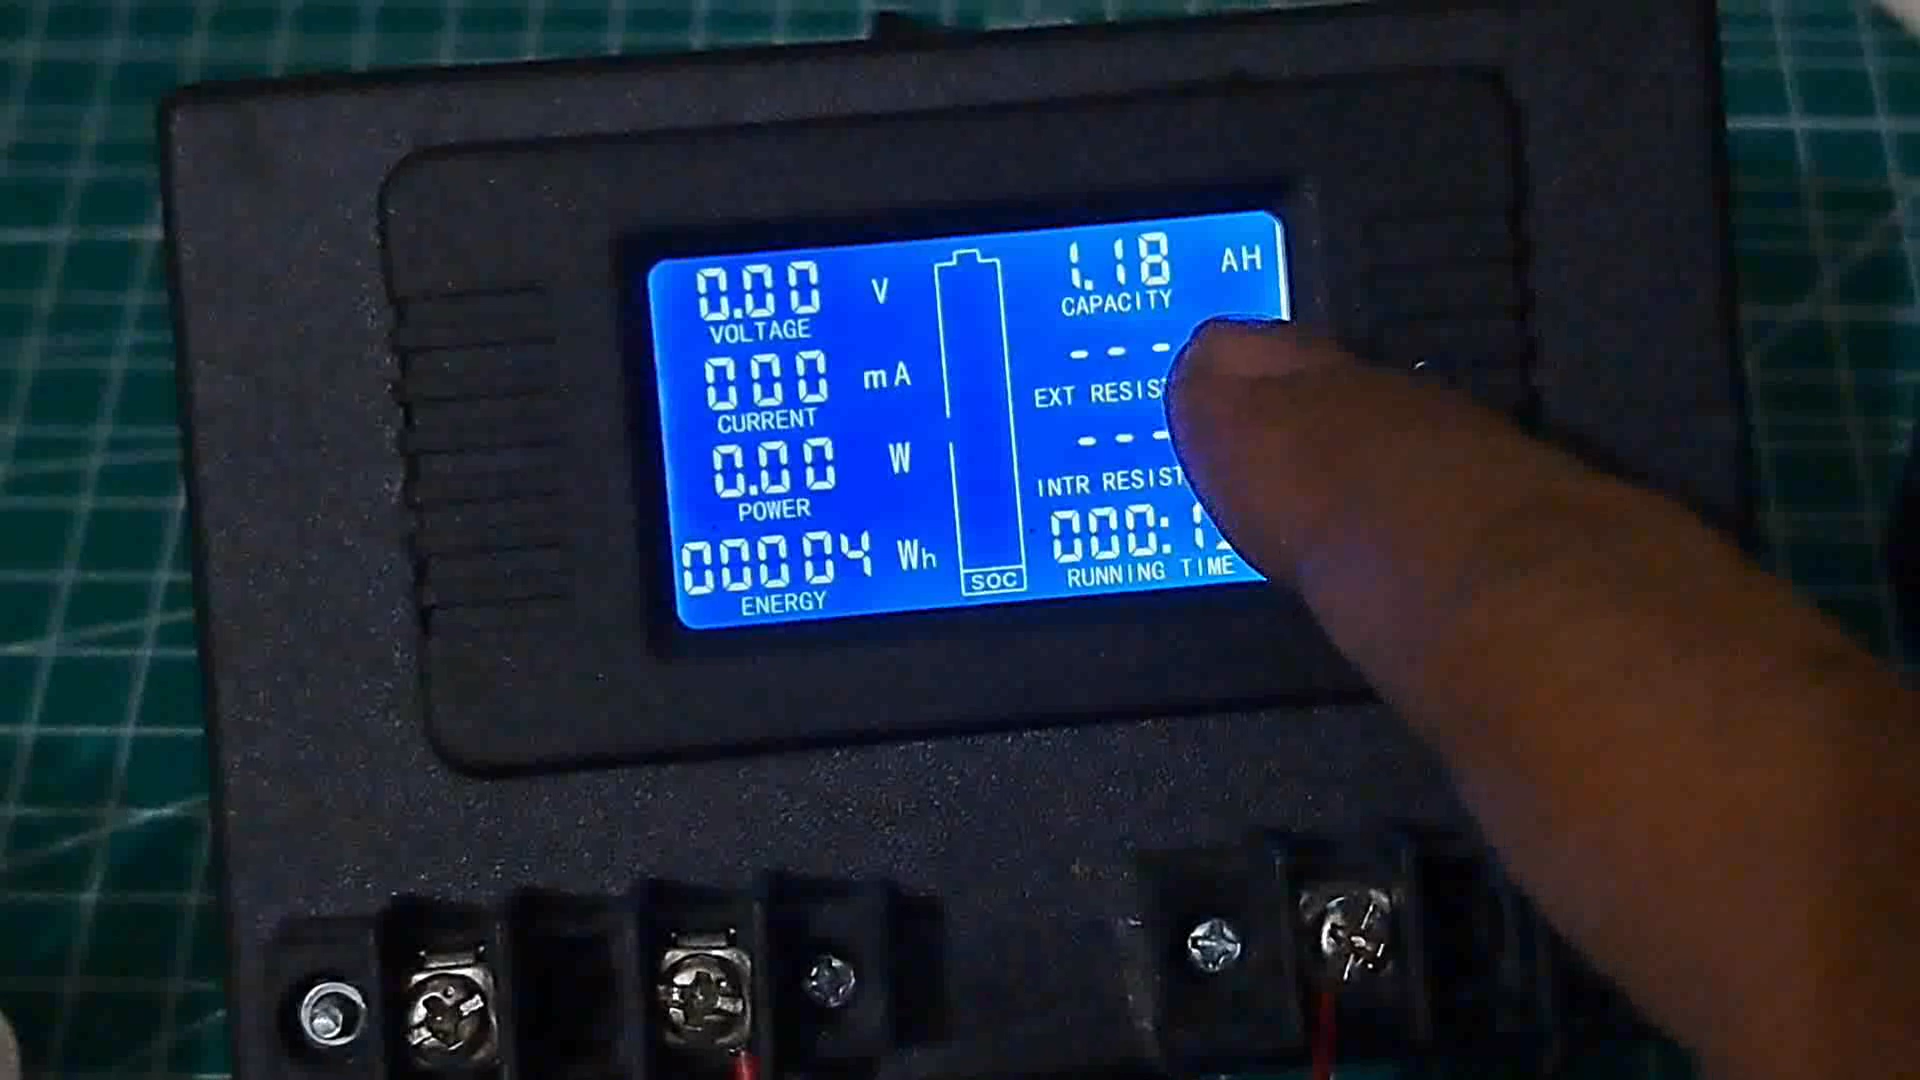 0.00 V
VOLTAGE
000 mA
CURRENT
0.00 W
POWER
00004 Wh
ENERGY
SOC
1.18 AH
CAPACITY
---
EXT RESIST
---
INTR RESIST
000:1
RUNNING TIME